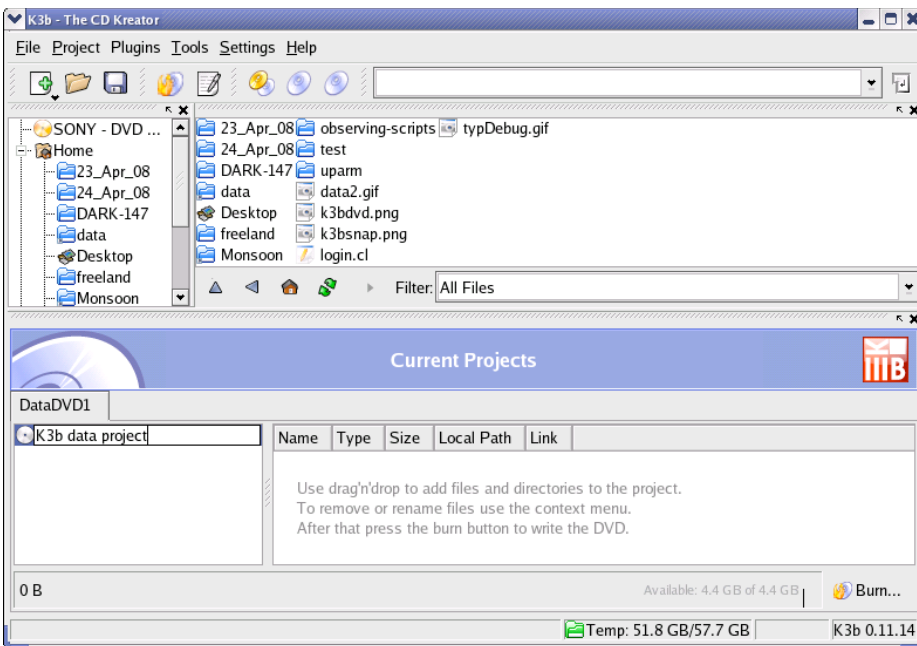 K3b - The CD Kreator
File Project Plugins Tools Settings Help
SONY - DVD ...
Home
23_Apr_08
24_Apr_08
DARK-147
data
Desktop
freeland
Monsoon
23_Apr_08 observing-scripts typDebug.gif
24_Apr_08 test
DARK-147 uparm
data data2.gif
Desktop k3bdvd.png
freeland k3bsnap.png
Monsoon login.cl
Filter: All Files
Current Projects
K3B
DataDVD1
K3b data project
Name Type Size Local Path Link
Use drag'n'drop to add files and directories to the project.
To remove or rename files use the context menu.
After that press the burn button to write the DVD.
0 B Available: 4.4 GB of 4.4 GB Burn...
Temp: 51.8 GB/57.7 GB K3b 0.11.14